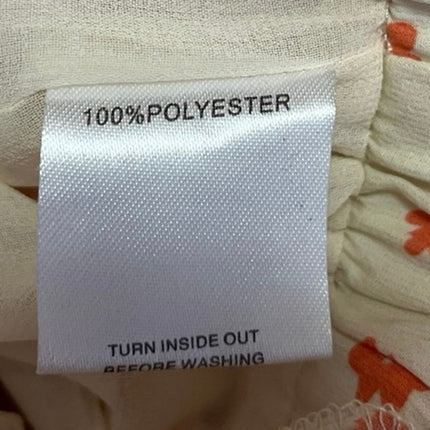 100%POLYESTER
TURN INSIDE OUT
BEFORE WASHING